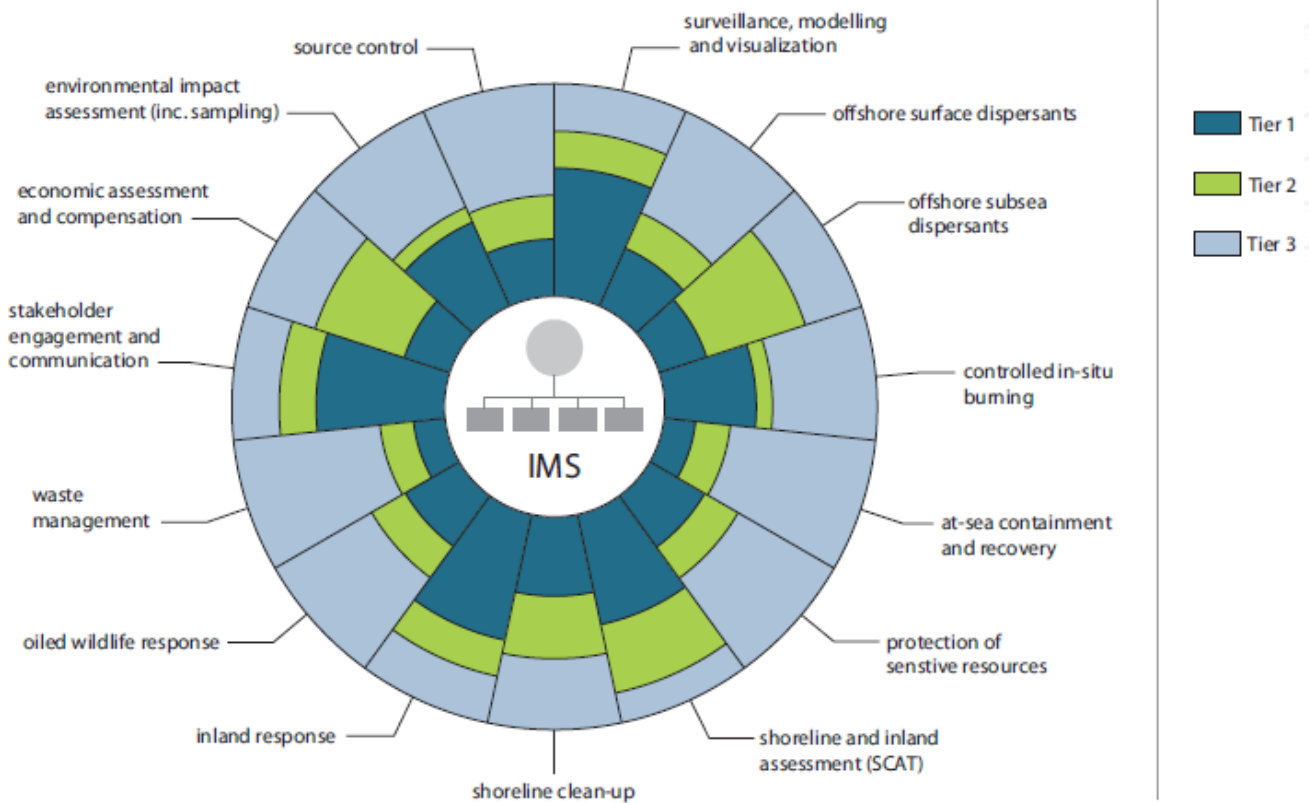 surveillance, modelling
and visualization
source control
environmental impact
assessment (inc. sampling)
offshore surface dispersants
Tier 1
Tier 2
Tier 3
economic assessment
and compensation
offshore subsea
dispersants
stakeholder
engagement and
communication
controlled in-situ
burning
IMS
waste
management
at-sea containment
and recovery
oiled wildlife response
protection of
senstive resources
inland response
shoreline and inland
assessment (SCAT)
shoreline clean-up